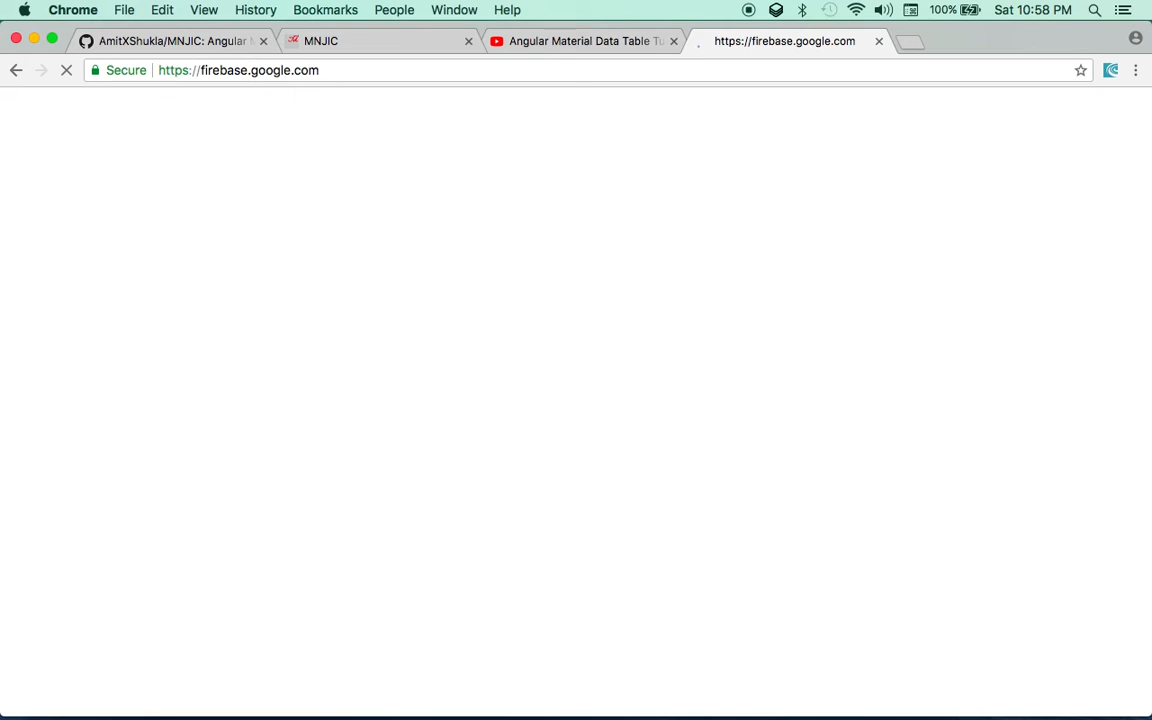 Chrome File Edit View History Bookmarks People Window Help 100% Sat 10:58 PM
AmitXShukla/MNJIC: Angular MNJIC Angular Material Data Table Tu https://firebase.google.com
Secure https://firebase.google.com